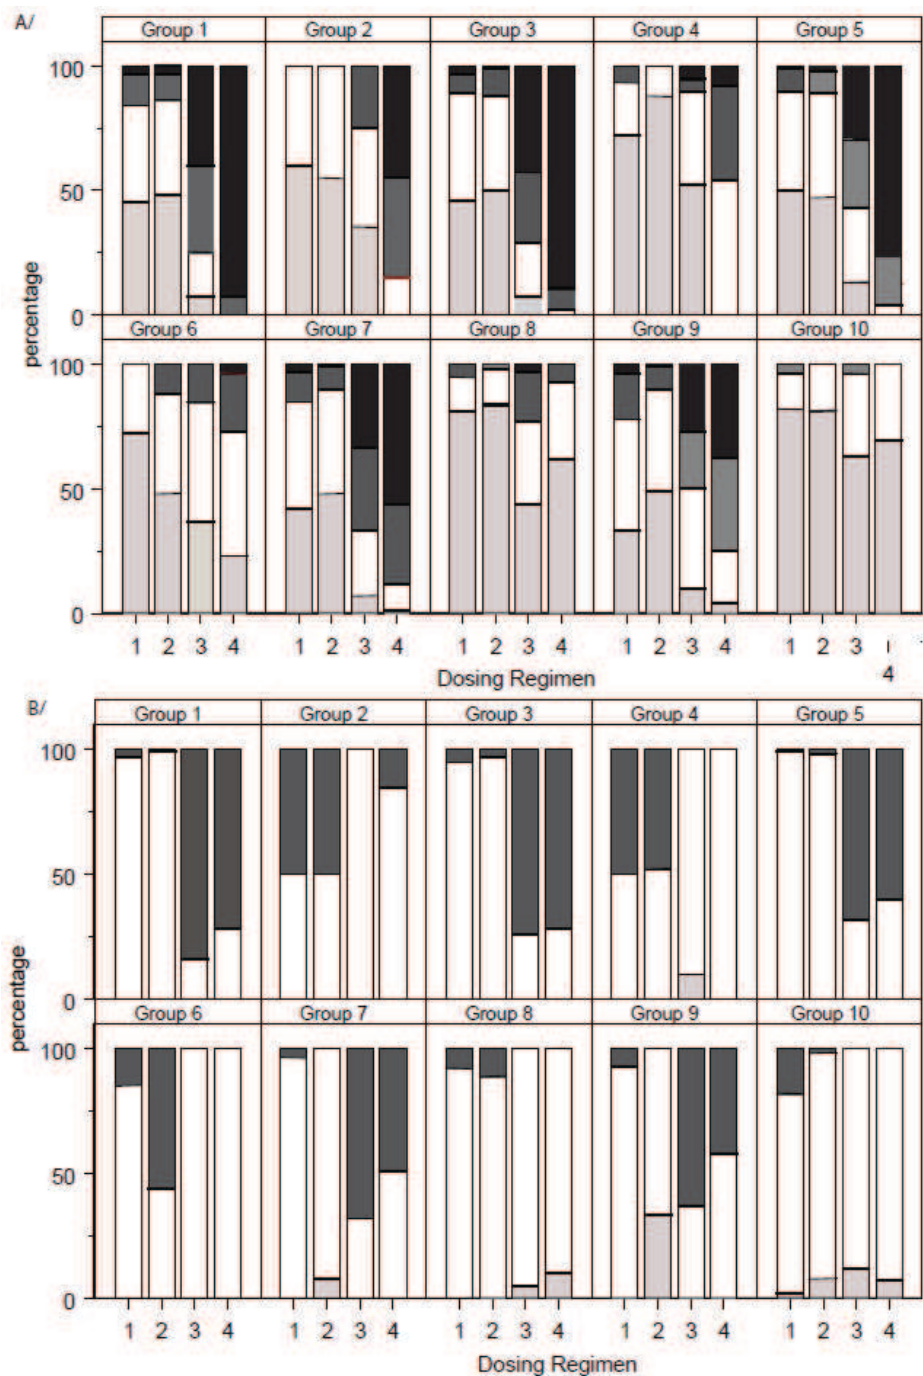 A/
Group 1 Group 2 Group 3 Group 4 Group 5
100
50
0
percentage
Group 6 Group 7 Group 8 Group 9 Group 10
100
50
0
1 2 3 4 1 2 3 4 1 2 3 4 1 2 3 4 1 2 3 4
Dosing Regimen
B/
Group 1 Group 2 Group 3 Group 4 Group 5
100
50
0
percentage
Group 6 Group 7 Group 8 Group 9 Group 10
100
50
0
1 2 3 4 1 2 3 4 1 2 3 4 1 2 3 4 1 2 3 4
Dosing Regimen